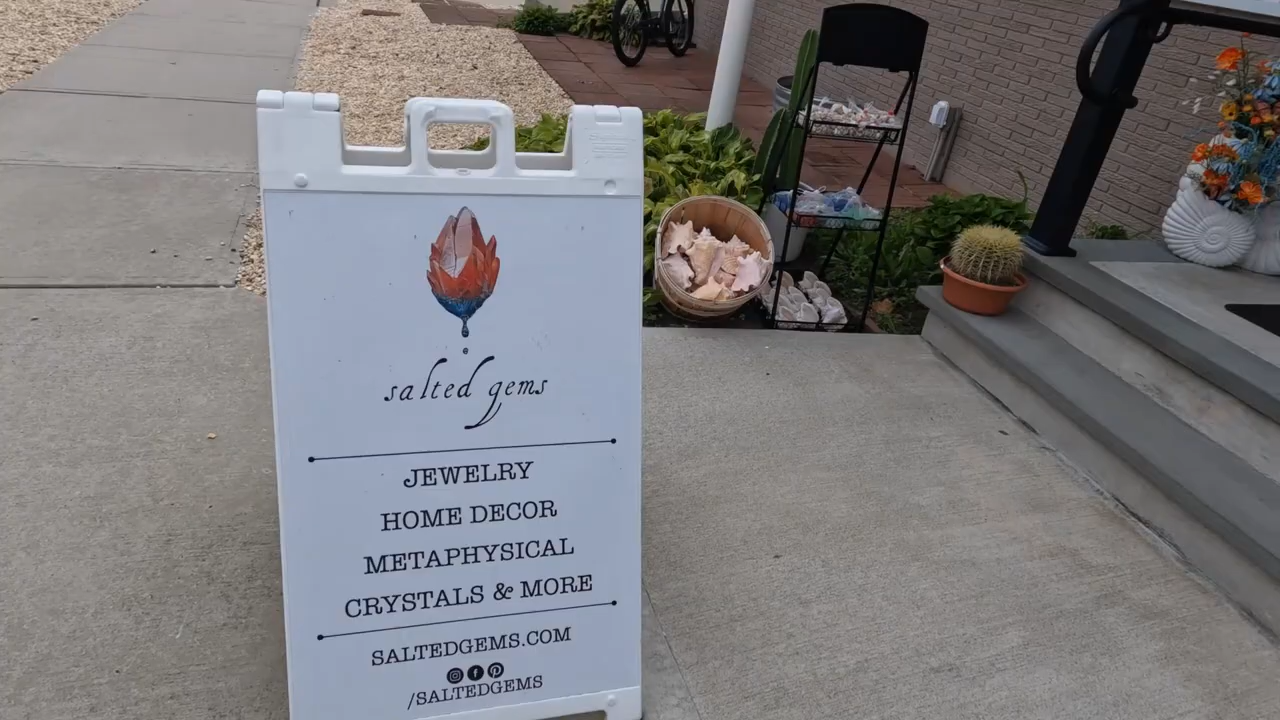 salted gems
JEWELRY
HOME DECOR
METAPHYSICAL
CRYSTALS & MORE
SALTEDGEMS.COM
/SALTEDGEMS